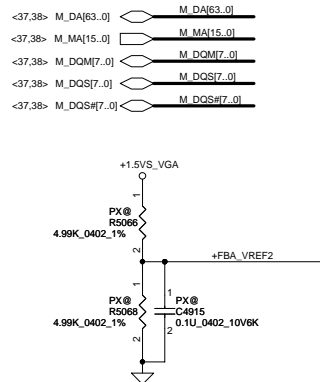 <37,38> M_DA[63..0] M_DA[63..0]
<37,38> M_MA[15..0] M_MA[15..0]
<37,38> M_DQM[7..0] M_DQM[7..0]
<37,38> M_DQS[7..0] M_DQS[7..0]
<37,38> M_DQS#[7..0] M_DQS#[7..0]
+1.5VS_VGA
1
PX@
R5066
4.99K_0402_1%
2
+FBA_VREF2
1
PX@
R5068
4.99K_0402_1%
2
1
PX@
C4915
0.1U_0402_10V6K
2